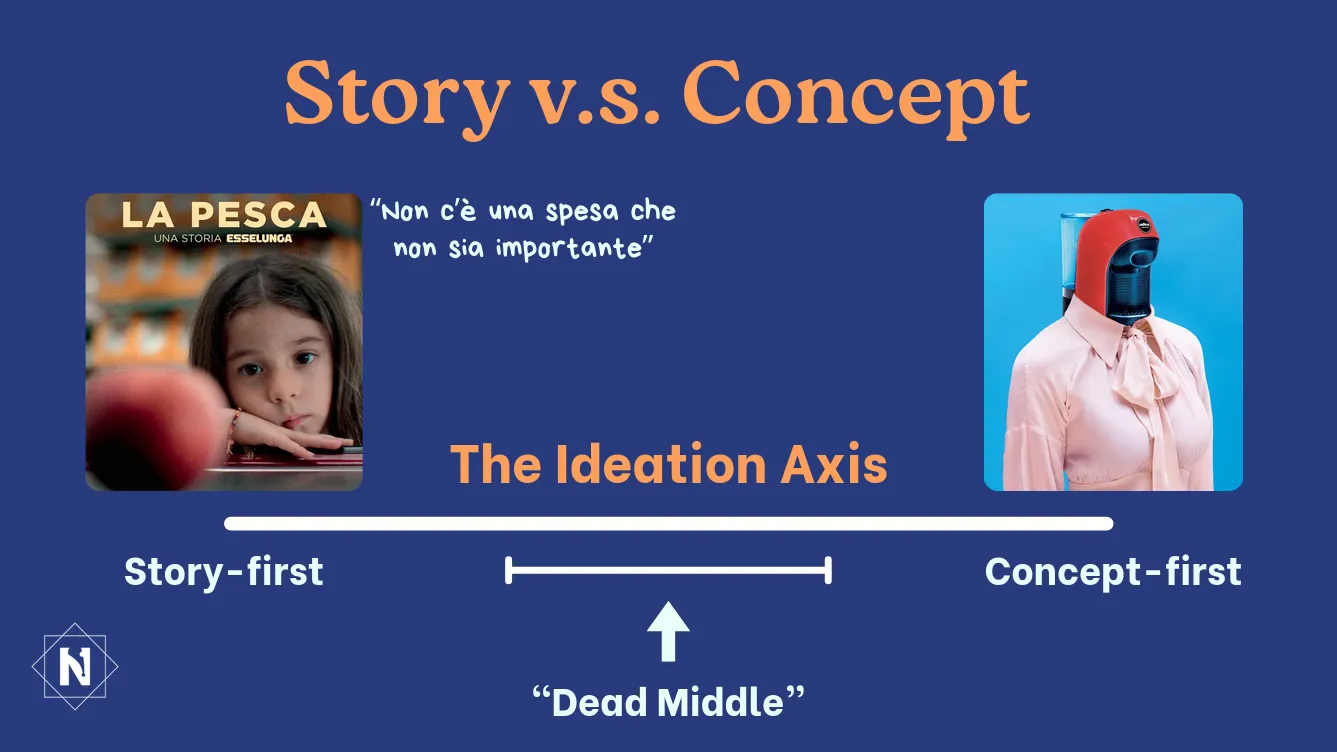 Story v.s. Concept
LA PESCA
UNA STORIA ESSELUNGA
“Non c’è una spesa che
non sia importante”
The Ideation Axis
Story-first
Concept-first
“Dead Middle”
N